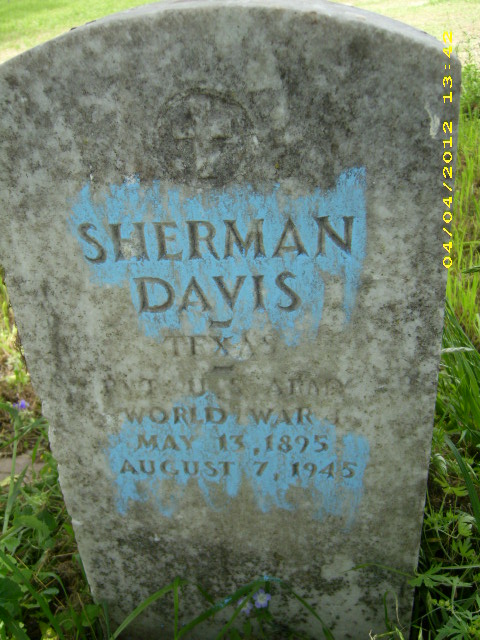 SHERMAN
DAVIS
TEXAS
PVT U S ARMY
WORLD WAR I
MAY 13, 1895
AUGUST 7, 1945
04/04/2012 13:42